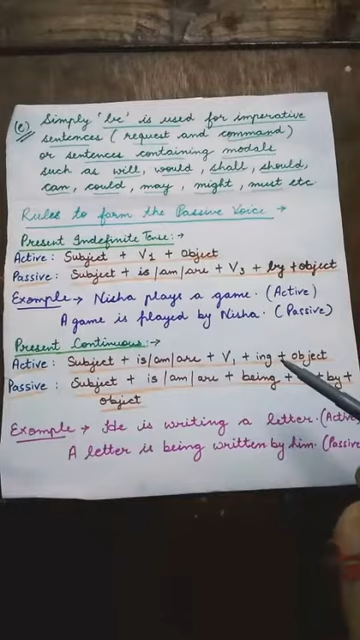 (c) Simply 'be' is used for imperative
sentences (request and command)
or sentences containing modals
such as will, would, shall, should,
can, could, may, might, must etc
Rules to form the Passive Voice →
Present Indefinite Tense :→
Active: Subject + V1 + Object
Passive: Subject + is/am/are + V3 + by + object
Example → Nisha plays a game. (Active)
A game is played by Nisha. (Passive)
Present Continuous :→
Active: Subject + is/am/are + V1 + ing + object
Passive: Subject + is/am/are + being + + by +
object
Example → He is writing a letter. (Active
A letter is being written by him. (Passive